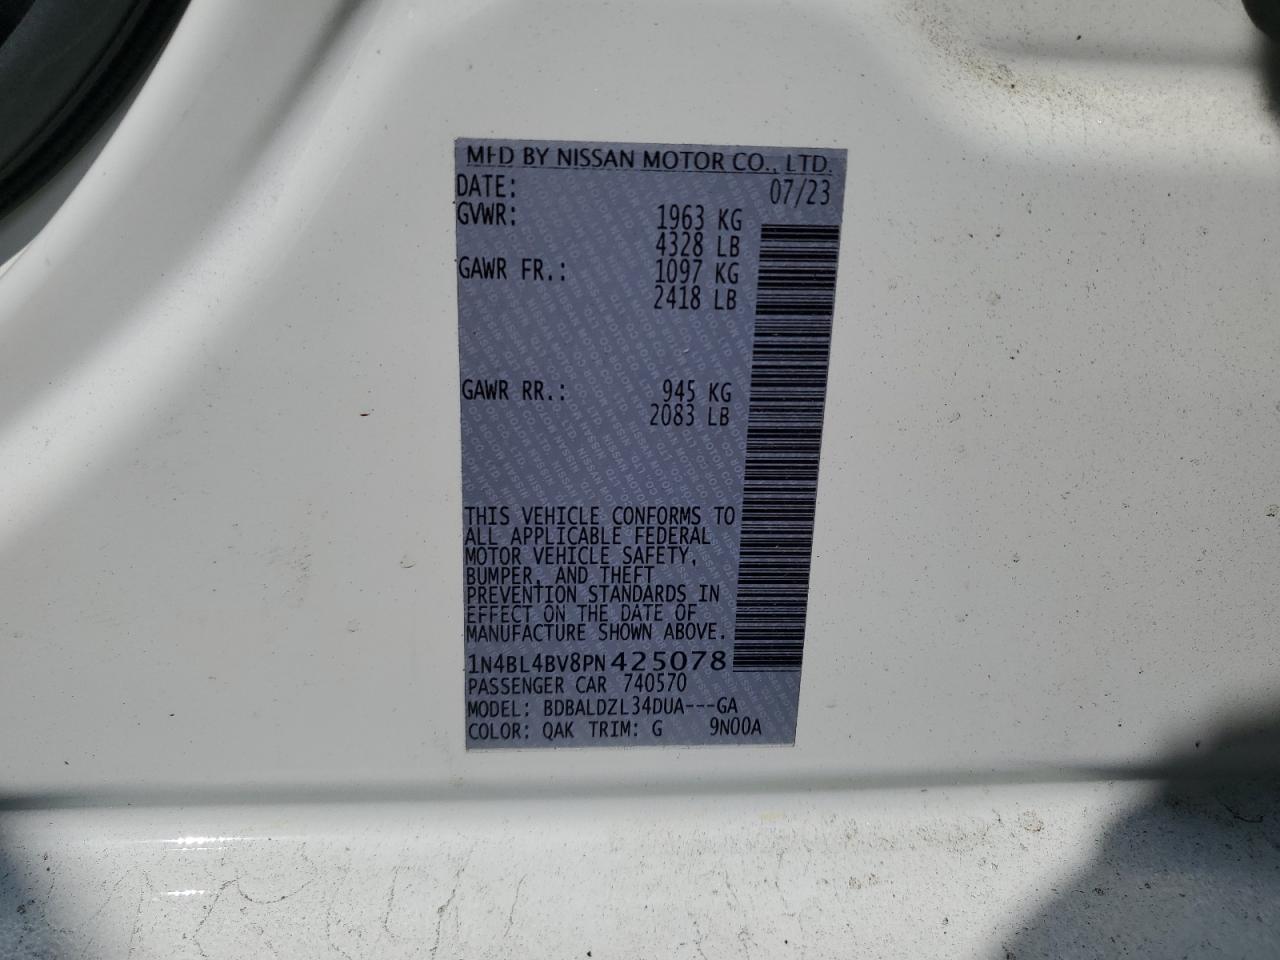 MFD BY NISSAN MOTOR CO., LTD.
DATE: 07/23
GVWR: 1963 KG
4328 LB
GAWR FR.: 1097 KG
2418 LB
GAWR RR.: 945 KG
2083 LB
THIS VEHICLE CONFORMS TO
ALL APPLICABLE FEDERAL
MOTOR VEHICLE SAFETY,
BUMPER, AND THEFT
PREVENTION STANDARDS IN
EFFECT ON THE DATE OF
MANUFACTURE SHOWN ABOVE.
1N4BL4BV8PN425078
PASSENGER CAR 740570
MODEL: BDBALDZL34DUA---GA
COLOR: QAK TRIM: G 9N00A